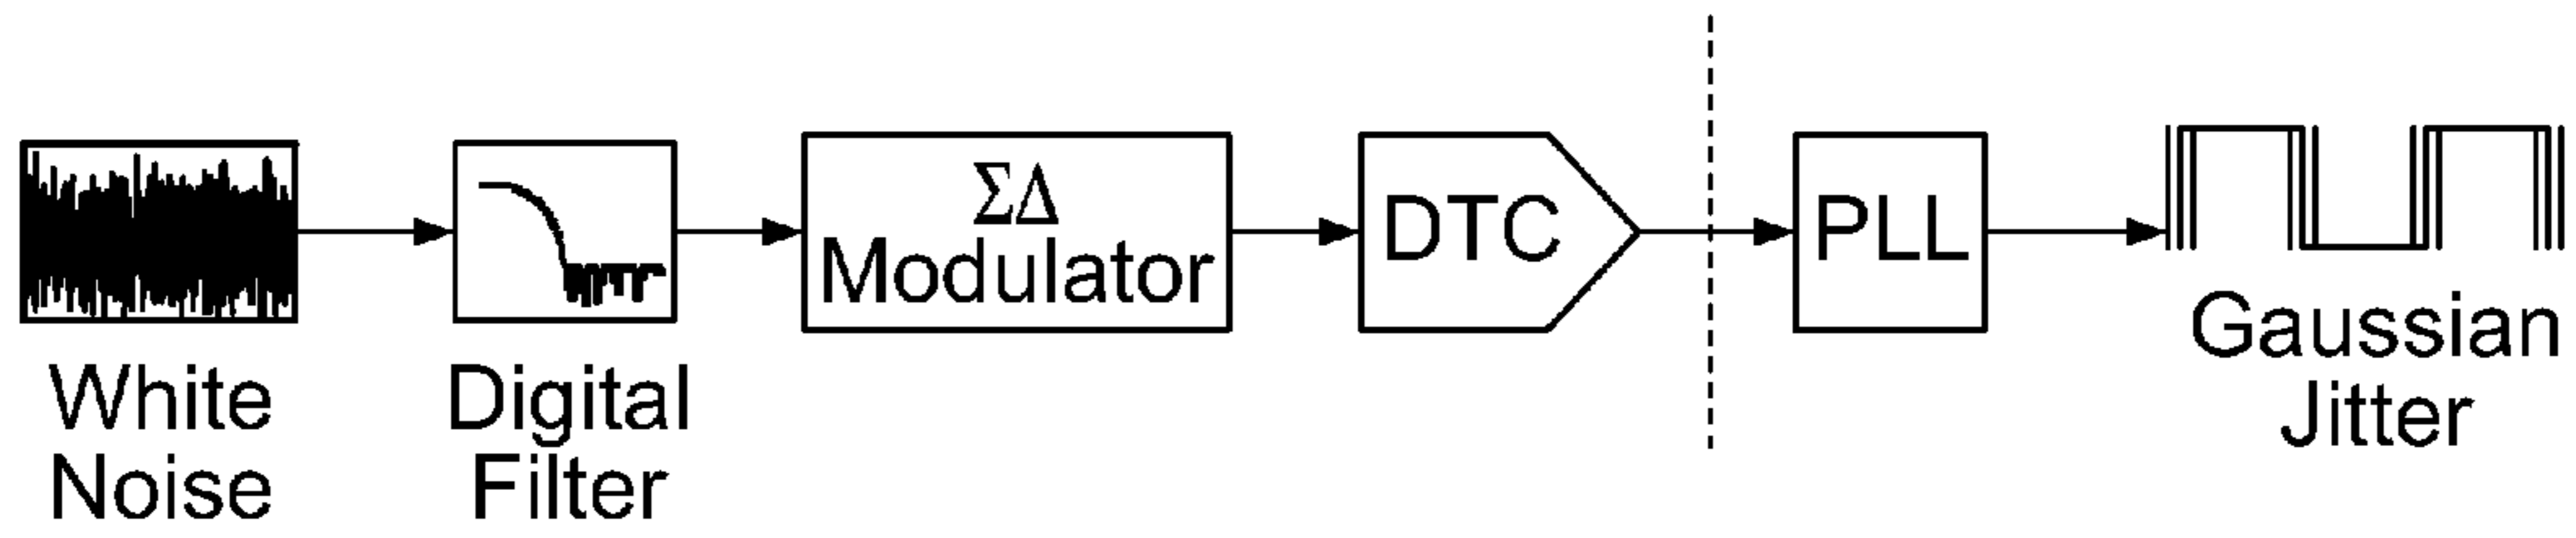 White
Noise
Digital
Filter
ΣΔ
Modulator
DTC
PLL
Gaussian
Jitter